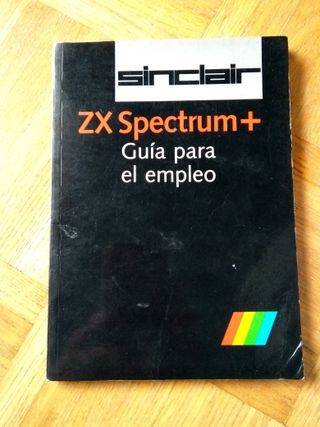 sinclair
ZX Spectrum+
Guía para
el empleo